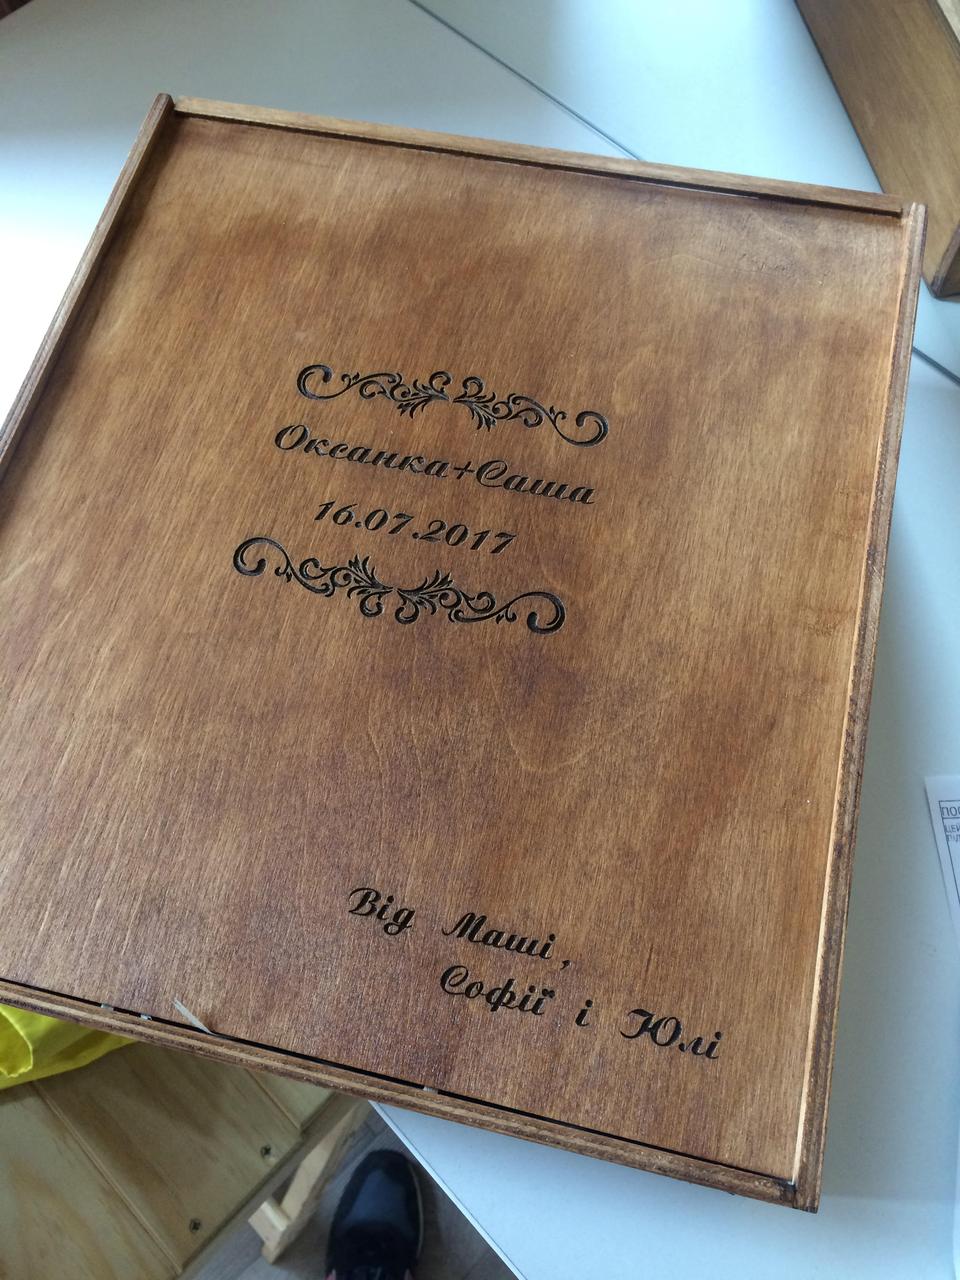 Оксанка+Саша
16.07.2017
Від Маші,
Софії і Юлі